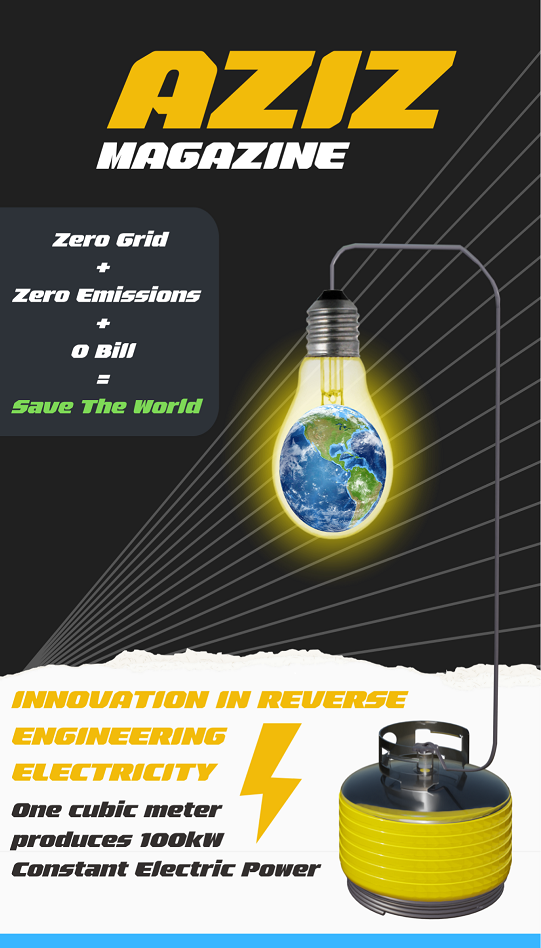 AZIZ
MAGAZINE
Zero Grid
+
Zero Emissions
+
0 Bill
=
Save The World
INNOVATION IN REVERSE
ENGINEERING
ELECTRICITY
One cubic meter
produces 100kW
Constant Electric Power